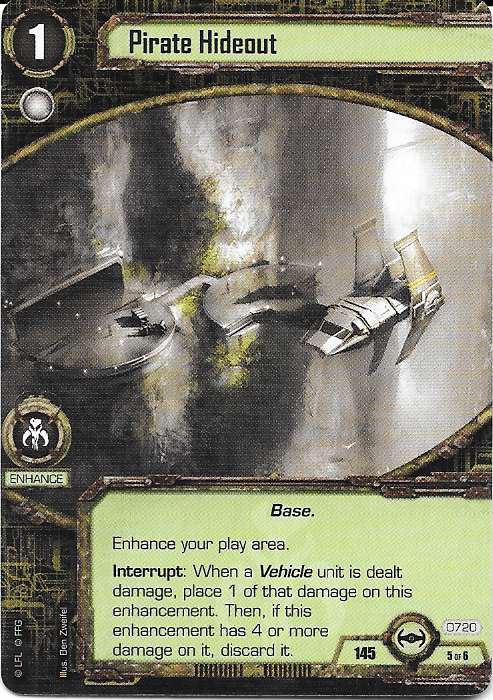 1
Pirate Hideout
ENHANCE
Base.
Enhance your play area.
Interrupt: When a Vehicle unit is dealt
damage, place 1 of that damage on this
enhancement. Then, if this
enhancement has 4 or more
damage on it, discard it.
145
0720
5 of 6
© LFL © FFG
Illus. Ben Zweifel